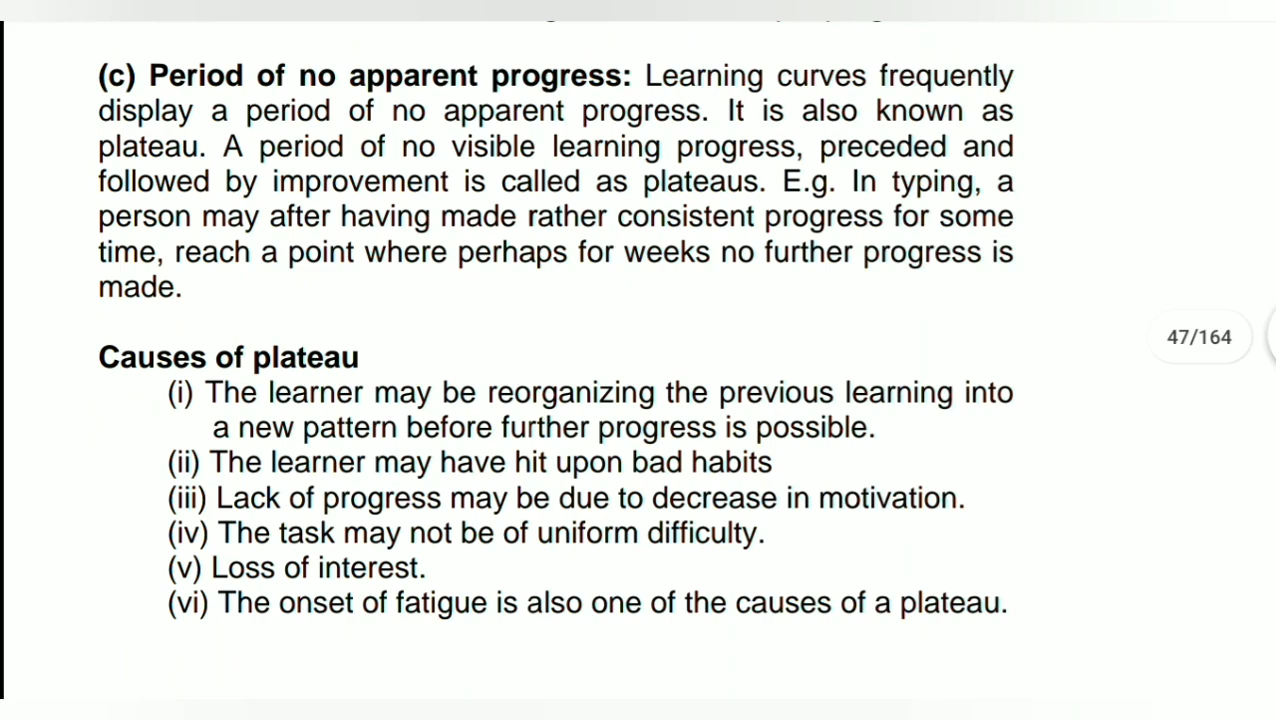 (c) Period of no apparent progress: Learning curves frequently
display a period of no apparent progress. It is also known as
plateau. A period of no visible learning progress, preceded and
followed by improvement is called as plateaus. E.g. In typing, a
person may after having made rather consistent progress for some
time, reach a point where perhaps for weeks no further progress is
made.
47/164
Causes of plateau
(i) The learner may be reorganizing the previous learning into
a new pattern before further progress is possible.
(ii) The learner may have hit upon bad habits
(iii) Lack of progress may be due to decrease in motivation.
(iv) The task may not be of uniform difficulty.
(v) Loss of interest.
(vi) The onset of fatigue is also one of the causes of a plateau.